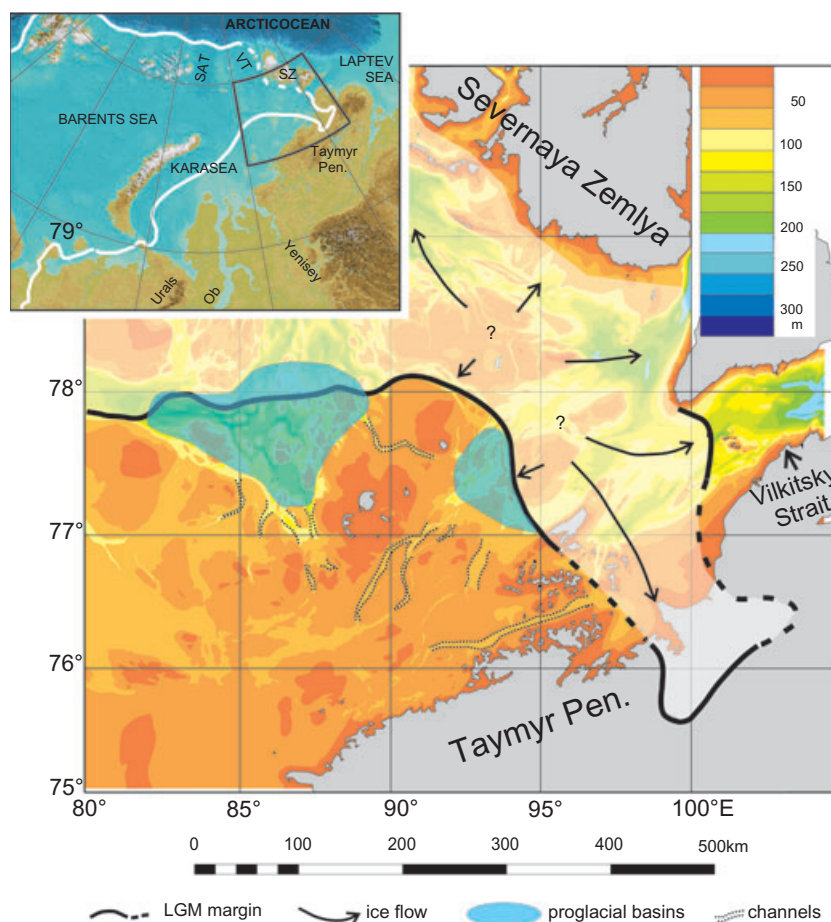 ARCTICOCEAN
LAPTEV
SEA
SAT
VT
SZ
BARENTS SEA
KARASEA
Taymyr
Pen.
79°
Urals
Ob
Yenisey
Severnaya Zemlya
50
100
150
200
250
300
m
?
78°
?
Vilkitsky
Strait
77°
76°
Taymyr Pen.
75°
80°
85°
90°
95°
100°E
0
100
200
300
400
500km
LGM margin
ice flow
proglacial basins
channels